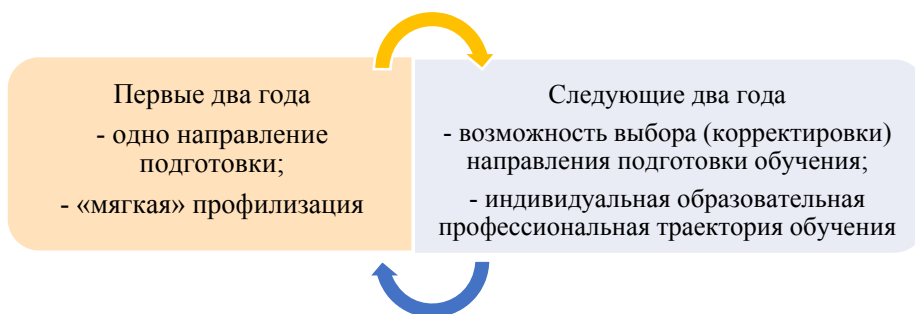 Первые два года
- одно направление
подготовки;
- «мягкая» профилизация
Следующие два года
- возможность выбора (корректировки)
направления подготовки обучения;
- индивидуальная образовательная
профессиональная траектория обучения